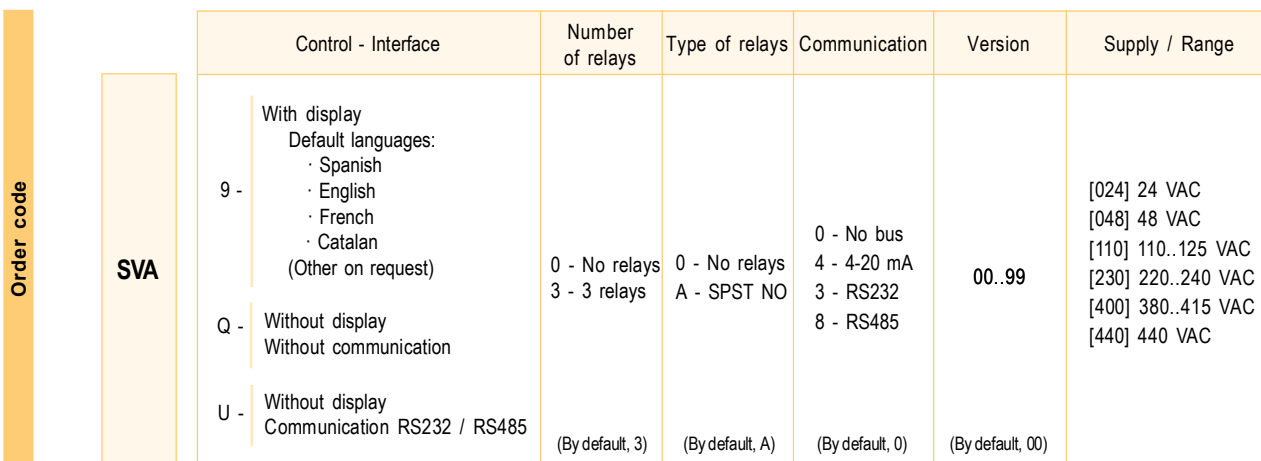 Order code
SVA
Control - Interface
Number
of relays
Type of relays
Communication
Version
Supply / Range
9 -
With display
Default languages:
· Spanish
· English
· French
· Catalan
(Other on request)
Q -
Without display
Without communication
U -
Without display
Communication RS232 / RS485
0 - No relays
3 - 3 relays
(By default, 3)
0 - No relays
A - SPST NO
(By default, A)
0 - No bus
4 - 4-20 mA
3 - RS232
8 - RS485
(By default, 0)
00..99
(By default, 00)
[024] 24 VAC
[048] 48 VAC
[110] 110..125 VAC
[230] 220..240 VAC
[400] 380..415 VAC
[440] 440 VAC